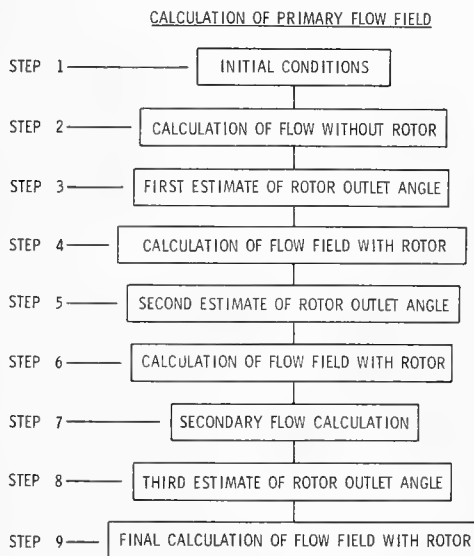 CALCULATION OF PRIMARY FLOW FIELD
STEP 1 INITIAL CONDITIONS
STEP 2 CALCULATION OF FLOW WITHOUT ROTOR
STEP 3 FIRST ESTIMATE OF ROTOR OUTLET ANGLE
STEP 4 CALCULATION OF FLOW FIELD WITH ROTOR
STEP 5 SECOND ESTIMATE OF ROTOR OUTLET ANGLE
STEP 6 CALCULATION OF FLOW FIELD WITH ROTOR
STEP 7 SECONDARY FLOW CALCULATION
STEP 8 THIRD ESTIMATE OF ROTOR OUTLET ANGLE
STEP 9 FINAL CALCULATION OF FLOW FIELD WITH ROTOR